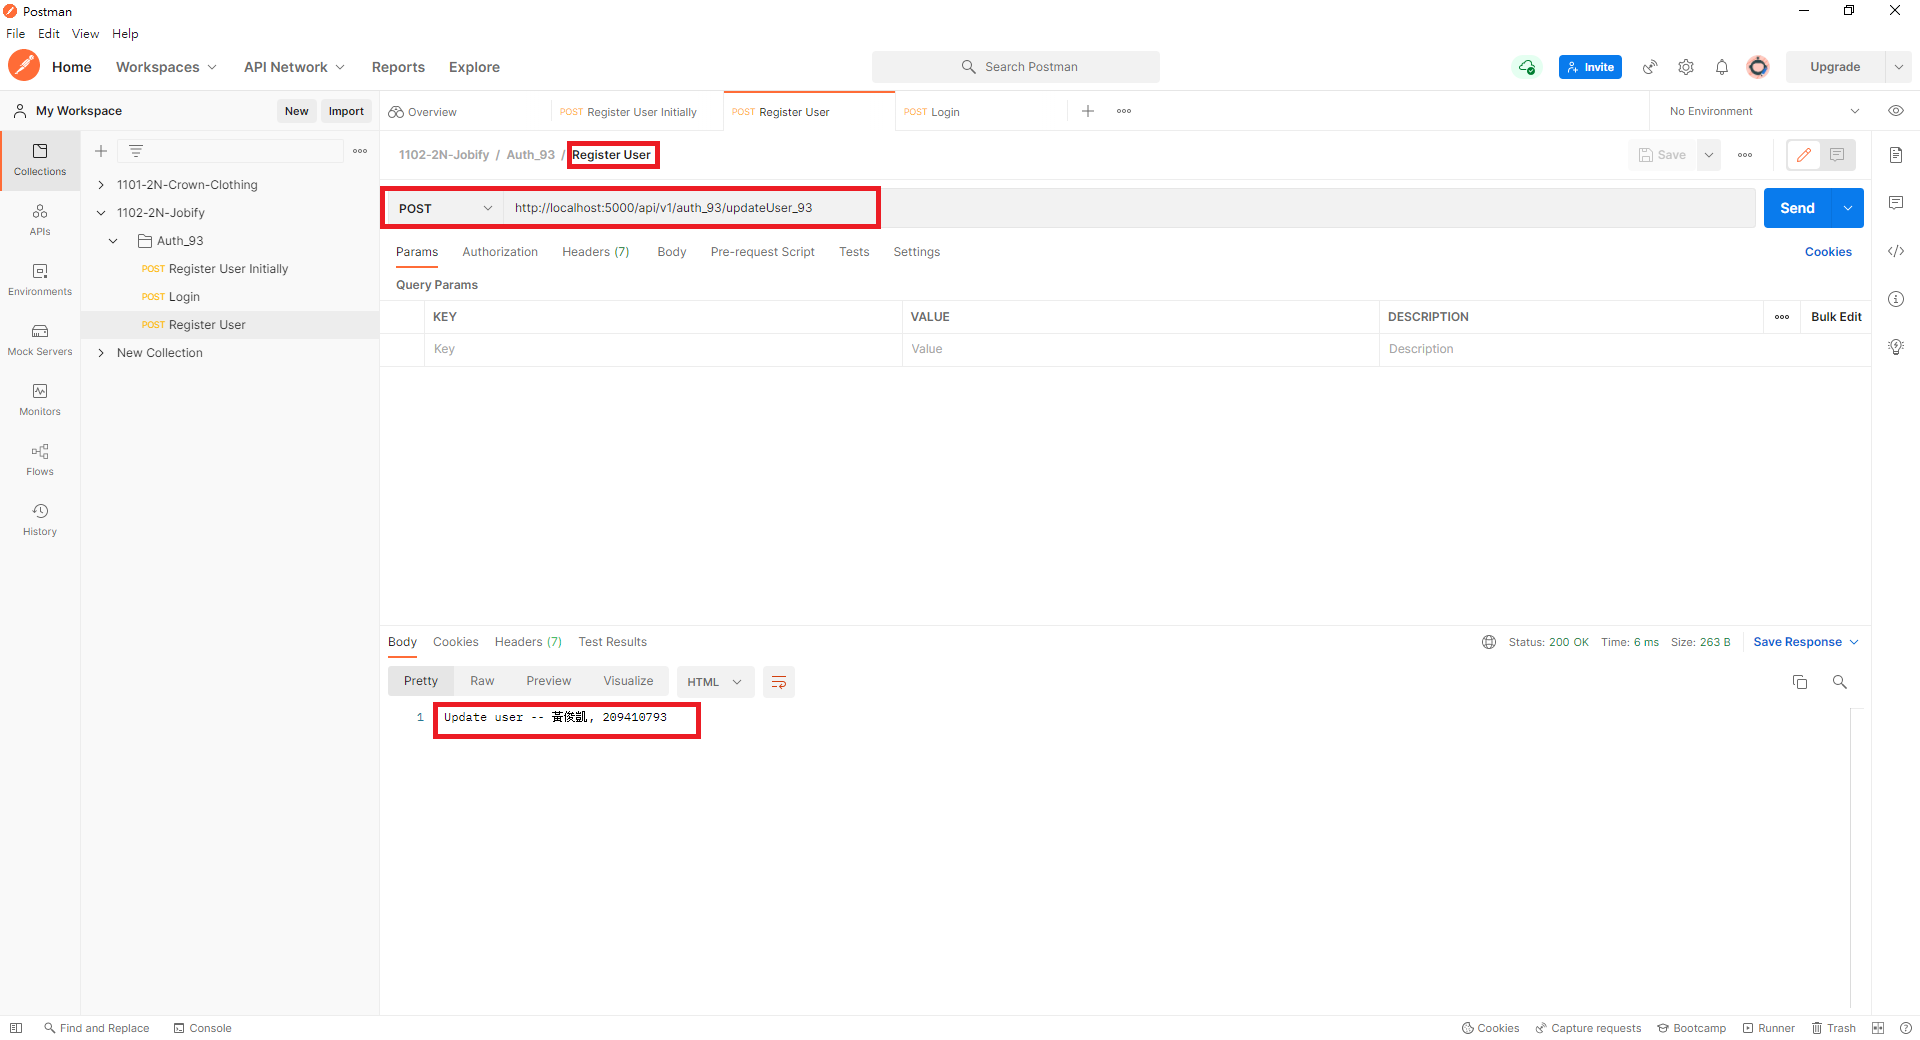 Postman
File Edit View Help
Home Workspaces API Network Reports Explore Search Postman Invite Upgrade
My Workspace New Import Overview POST Register User Initially POST Register User POST Login No Environment
1102-2N-Jobify / Auth_93 / Register User Save
Collections
1101-2N-Crown-Clothing
1102-2N-Jobify
Auth_93
POST Register User Initially
POST Login
POST Register User
New Collection
APIs
Environments
Mock Servers
Monitors
Flows
History
POST http://localhost:5000/api/v1/auth_93/updateUser_93 Send
Params Authorization Headers (7) Body Pre-request Script Tests Settings Cookies
Query Params
KEY VALUE DESCRIPTION Bulk Edit
Key Value Description
Body Cookies Headers (7) Test Results Status: 200 OK Time: 6 ms Size: 263 B Save Response
Pretty Raw Preview Visualize HTML
1 Update user -- 黃俊凱, 209410793
Find and Replace Console Cookies Capture requests Bootcamp Runner Trash